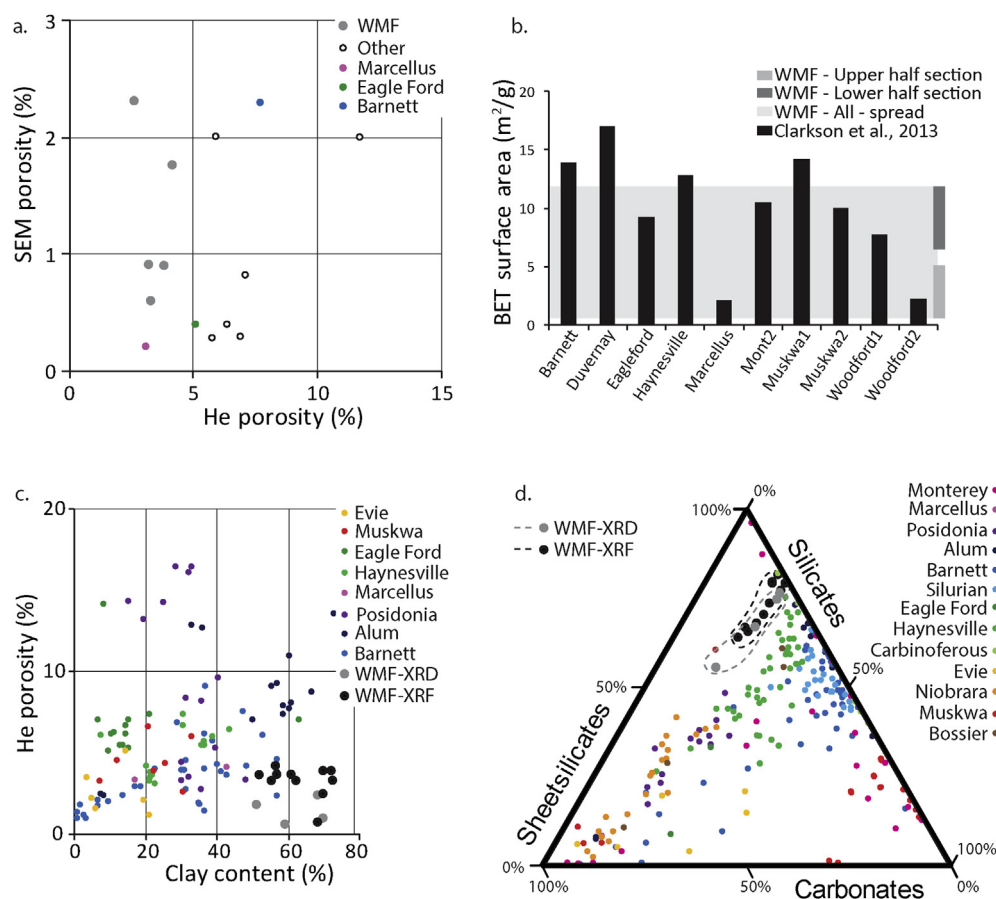 a.
3
2
1
0
SEM porosity (%)
0
5
10
15
He porosity (%)
WMF
Other
Marcellus
Eagle Ford
Barnett
b.
WMF - Upper half section
WMF - Lower half section
WMF - All - spread
Clarkson et al., 2013
20
15
10
5
0
BET surface area (m²/g)
Barnett
Duvernay
Eagleford
Haynesville
Marcellus
Mont2
Muskwa1
Muskwa2
Woodford1
Woodford2
c.
20
10
0
He porosity (%)
0
20
40
60
80
Clay content (%)
Evie
Muskwa
Eagle Ford
Haynesville
Marcellus
Posidonia
Alum
Barnett
WMF-XRD
WMF-XRF
d.
WMF-XRD
WMF-XRF
0%
100%
Silicates
50%
50%
Sheetsilicates
0%
100%
100%
50%
0%
Carbonates
Monterey
Marcellus
Posidonia
Alum
Barnett
Silurian
Eagle Ford
Haynesville
Carbinoferous
Evie
Niobrara
Muskwa
Bossier